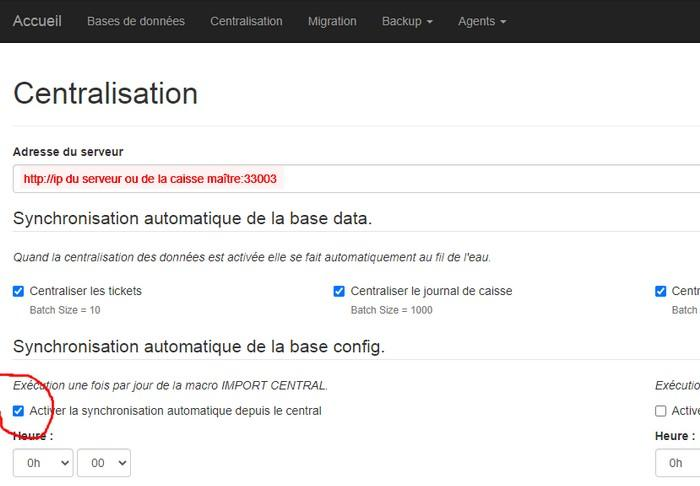 Accueil Bases de données Centralisation Migration Backup Agents
Centralisation
Adresse du serveur
http://ip du serveur ou de la caisse maître:33003
Synchronisation automatique de la base data.
Quand la centralisation des données est activée elle se fait automatiquement au fil de l'eau.
Centraliser les tickets Centraliser le journal de caisse Centr
Batch Size = 10 Batch Size = 1000 Batch
Synchronisation automatique de la base config.
Exécution une fois par jour de la macro IMPORT CENTRAL. Exécutio
Activer la synchronisation automatique depuis le central Active
Heure : Heure :
0h 00 0h